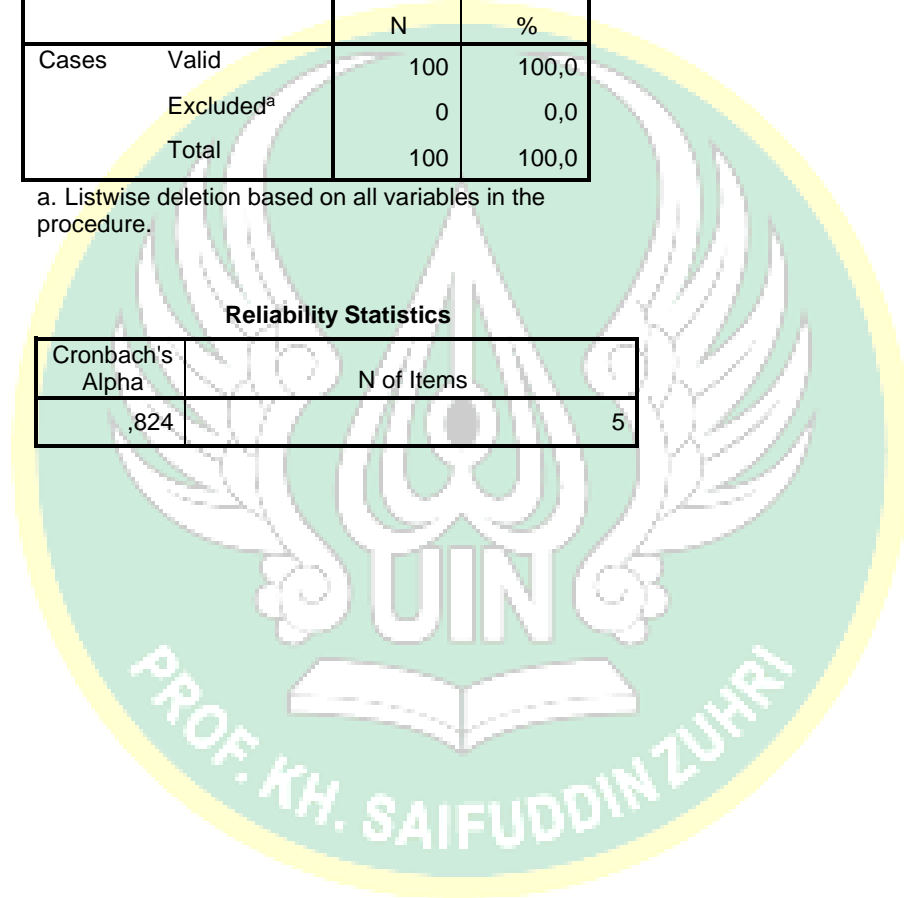 N %
Cases Valid 100 100,0
Excludedᵃ 0 0,0
Total 100 100,0
a. Listwise deletion based on all variables in the
procedure.
Reliability Statistics
Cronbach's
Alpha N of Items
,824 5
UIN
PROF. KH. SAIFUDDIN ZUHRI